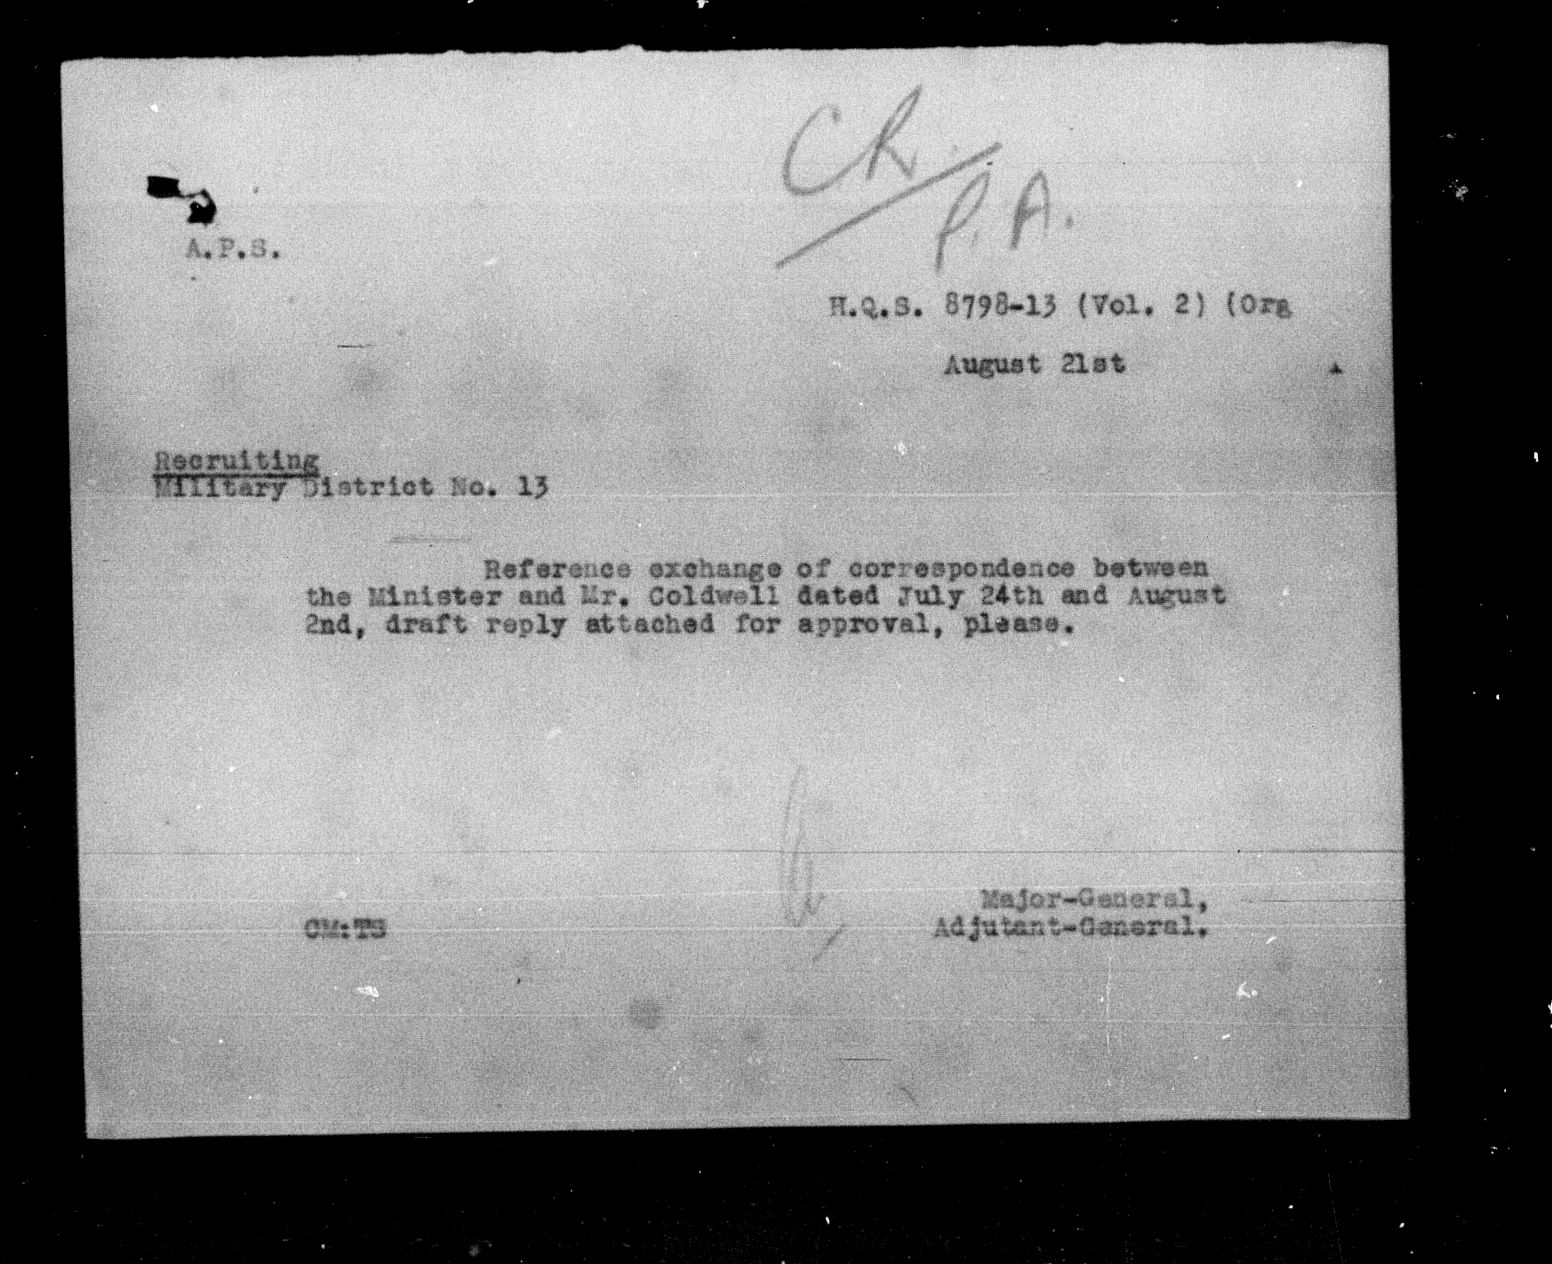 CR.
P.A.
A.P.S.
H.Q.S. 8798-13 (Vol. 2) (Org
August 21st
Recruiting
Military District No. 13
Reference exchange of correspondence between
the Minister and Mr. Coldwell dated July 24th and August
2nd, draft reply attached for approval, please.
Major-General,
CM:TS
Adjutant-General.